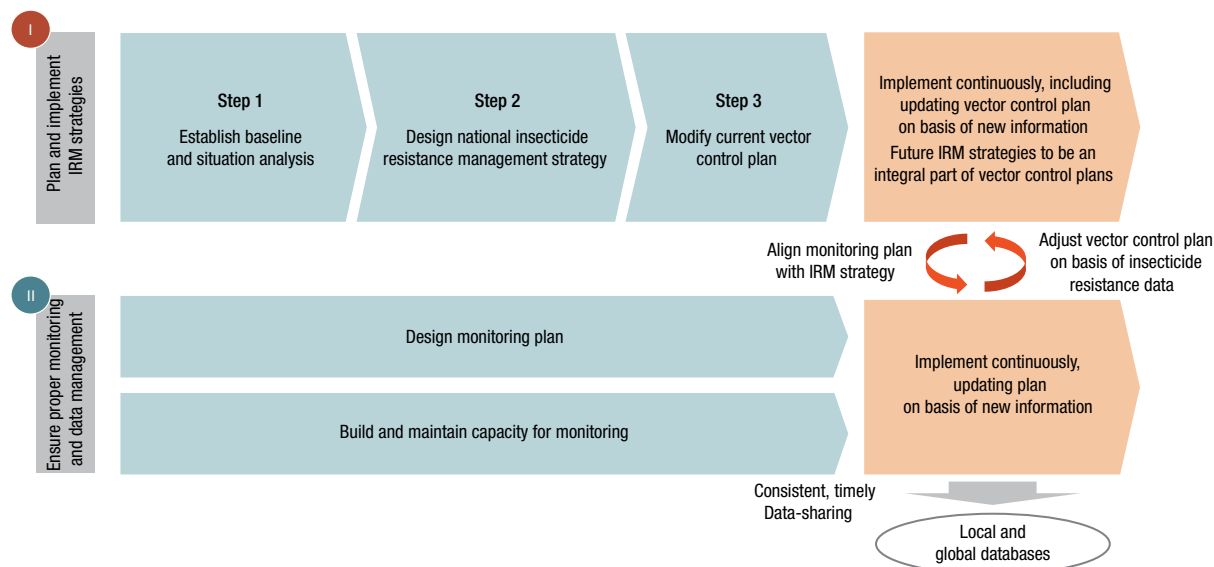 I
Plan and implement
IRM strategies
Step 1
Establish baseline
and situation analysis
Step 2
Design national insecticide
resistance management strategy
Step 3
Modify current vector
control plan
Implement continuously, including
updating vector control plan
on basis of new information
Future IRM strategies to be an
integral part of vector control plans
Align monitoring plan
with IRM strategy
Adjust vector control plan
on basis of insecticide
resistance data
II
Ensure proper monitoring
and data management
Design monitoring plan
Build and maintain capacity for monitoring
Implement continuously,
updating plan
on basis of new information
Consistent, timely
Data-sharing
Local and
global databases